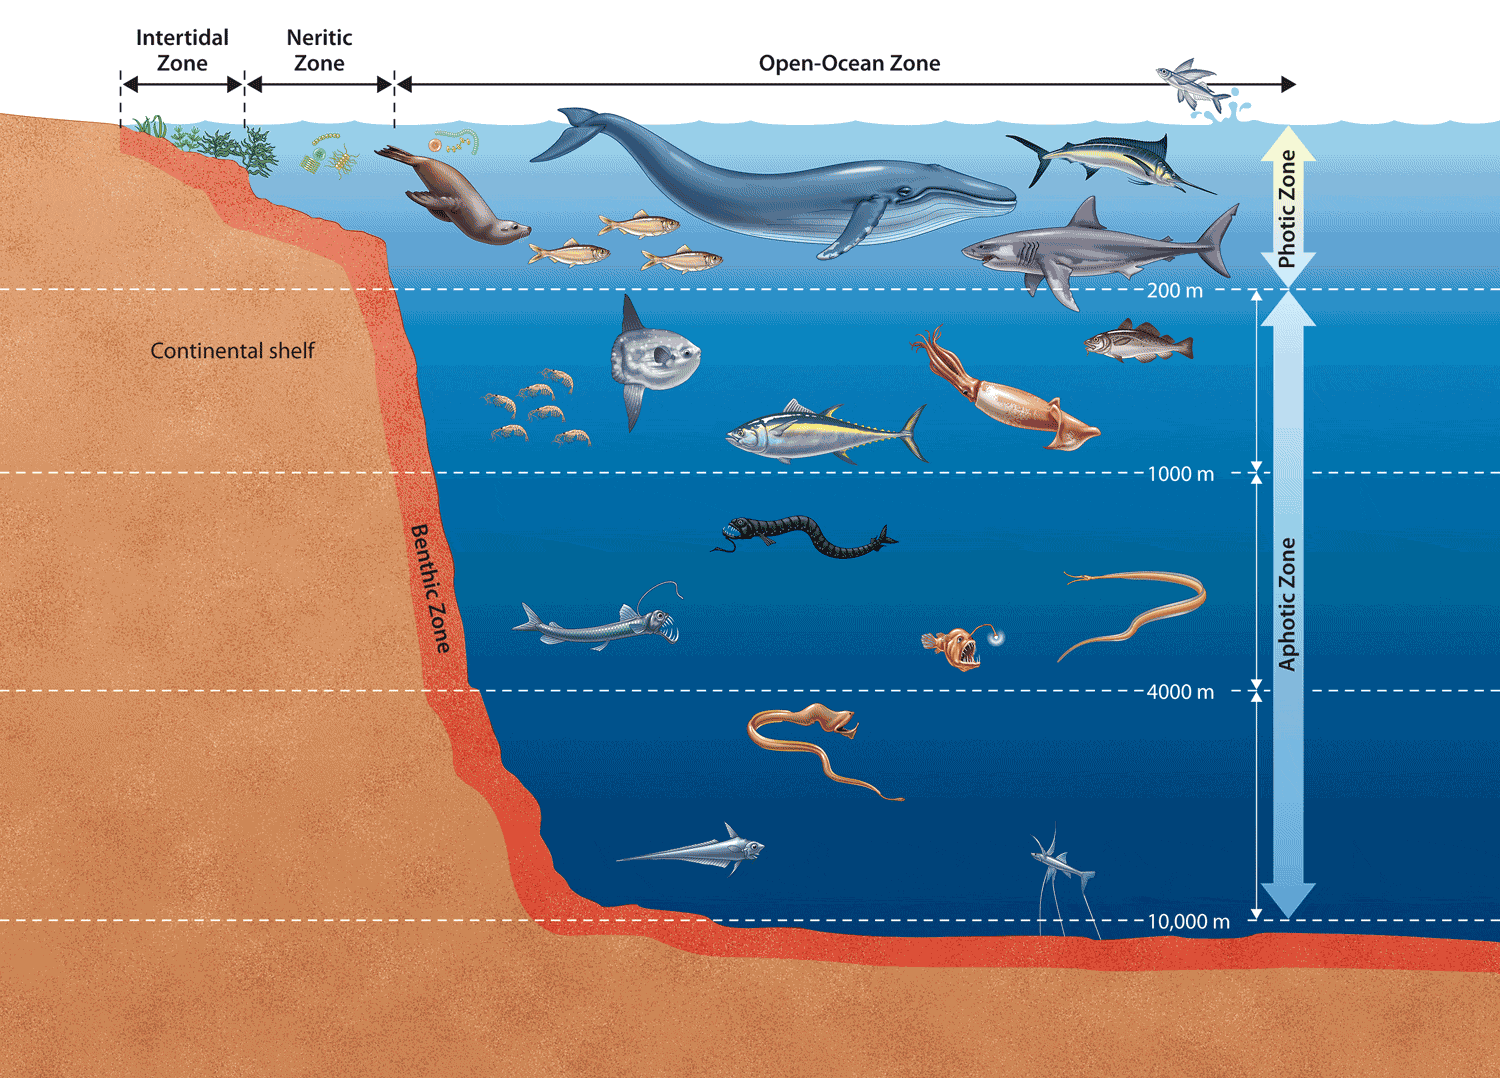 Intertidal
Zone
Neritic
Zone
Open-Ocean Zone
Photic Zone
200 m
Continental shelf
1000 m
Benthic Zone
Aphotic Zone
4000 m
10,000 m